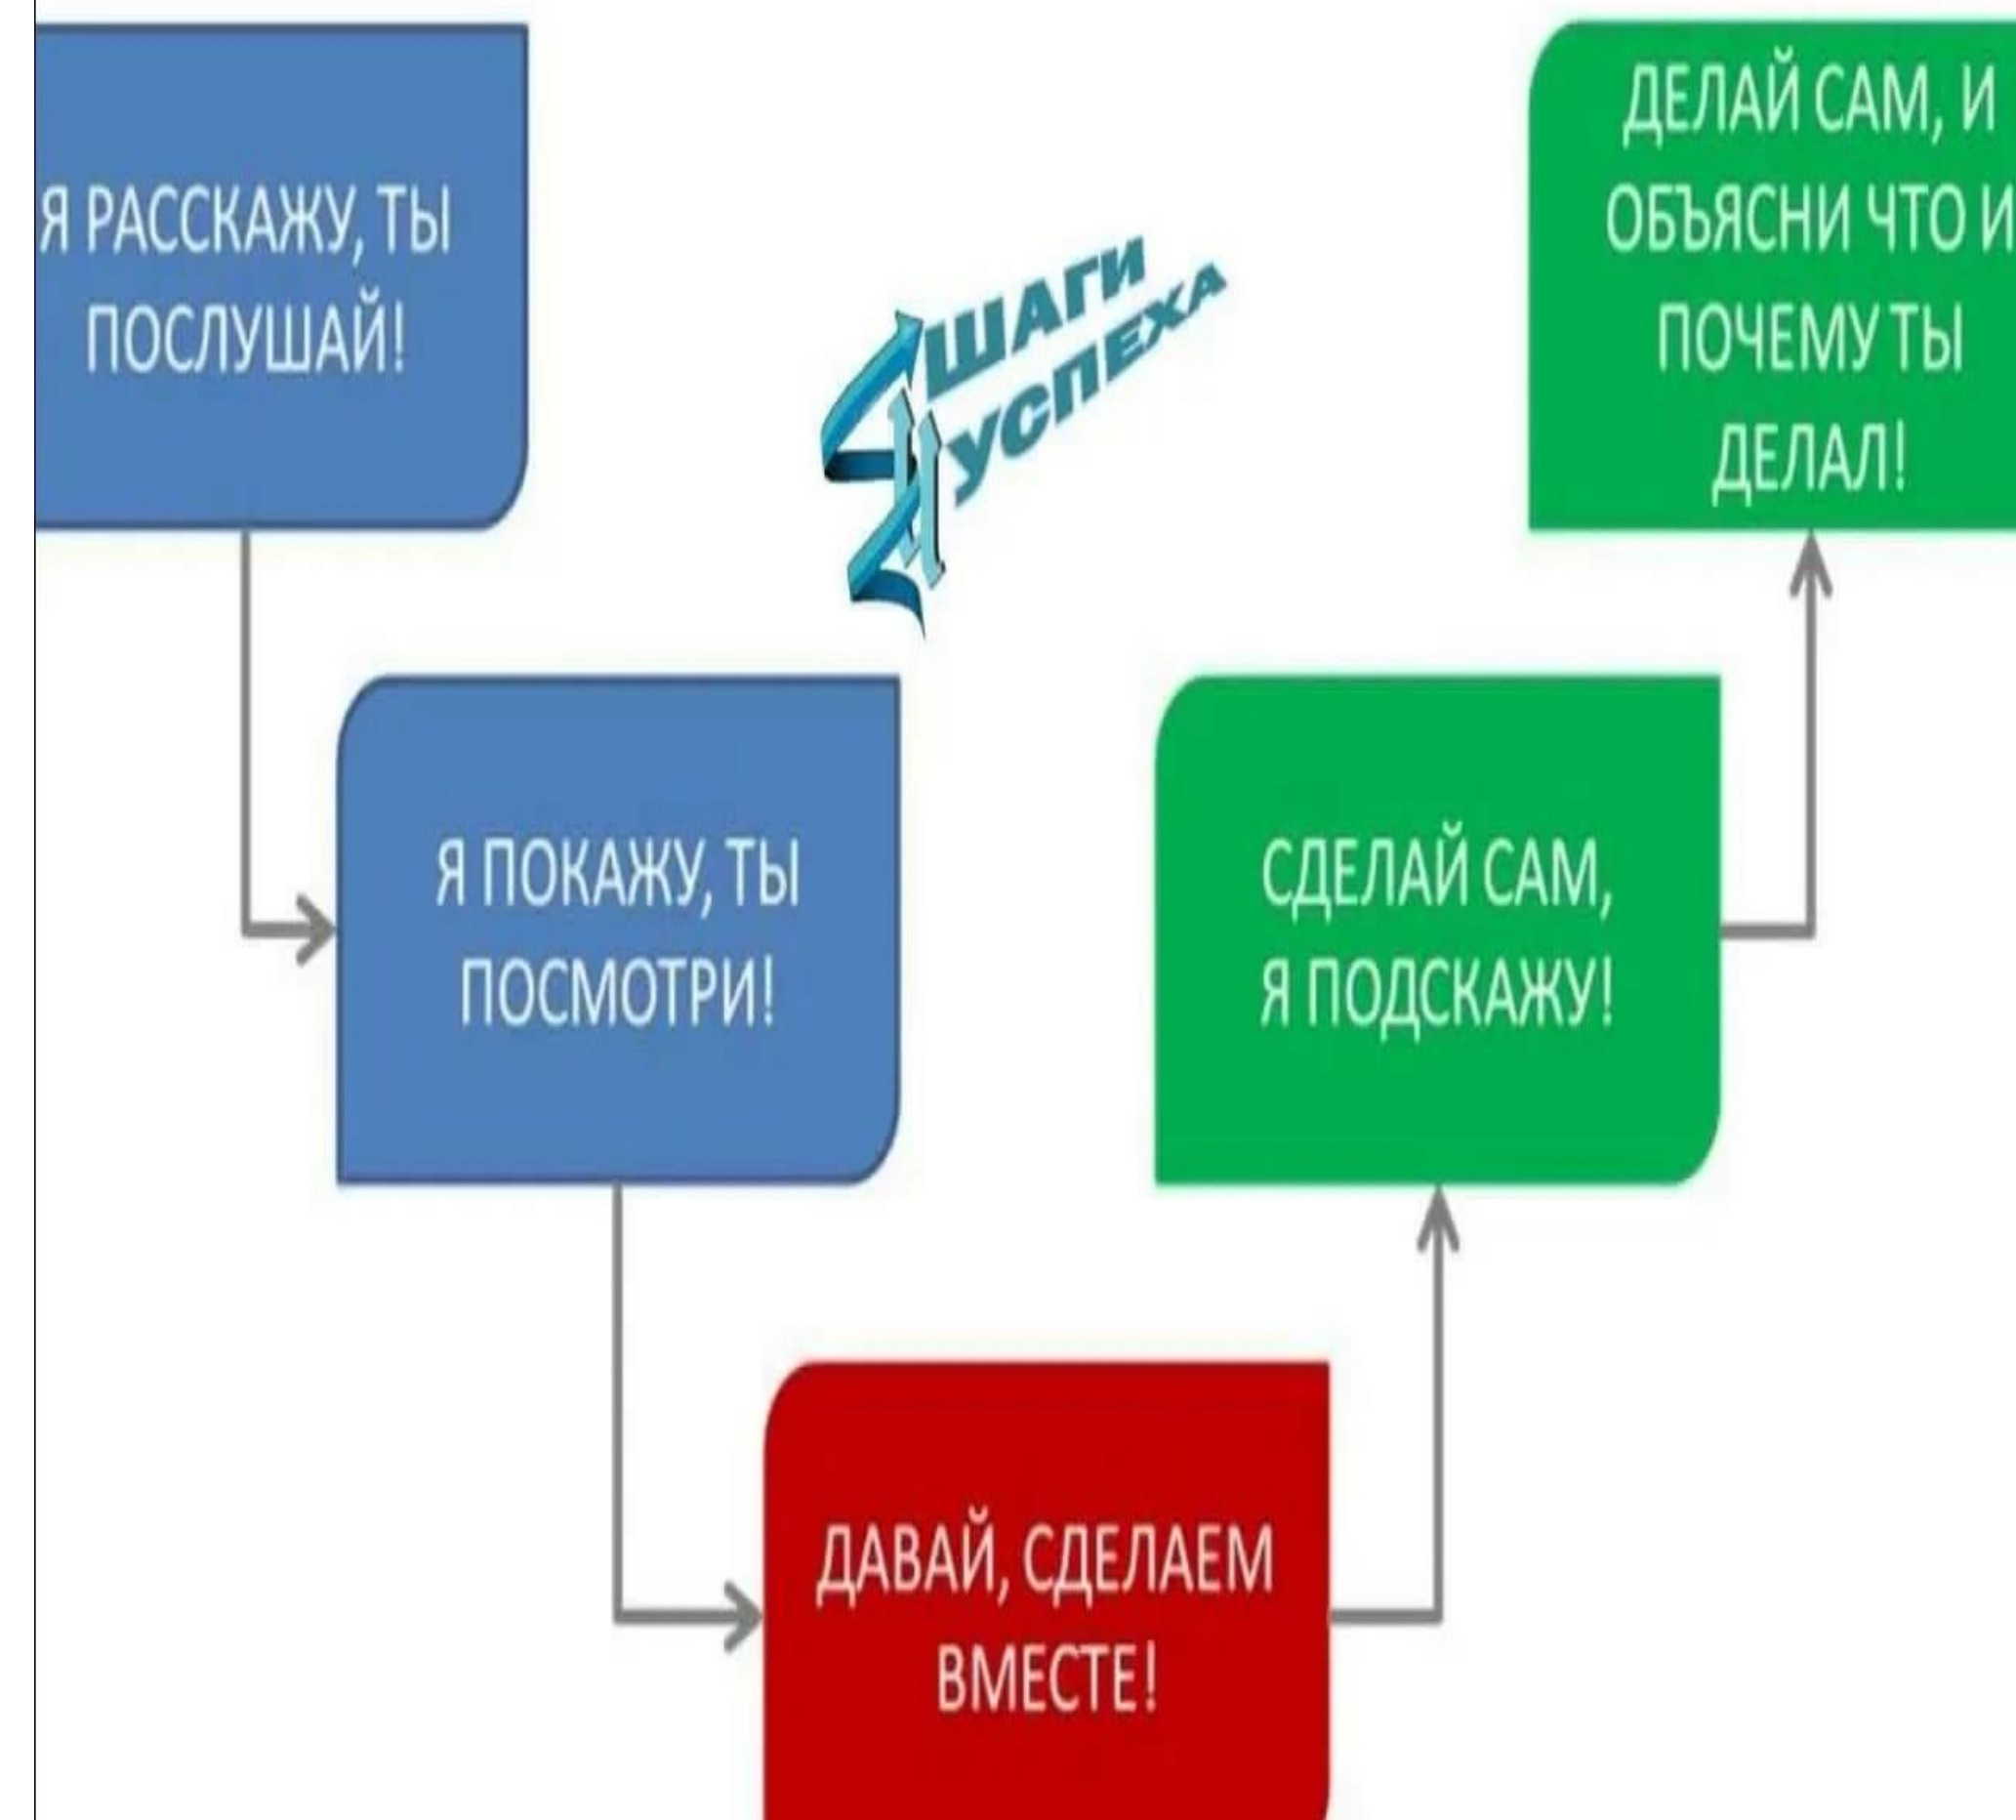 Я РАССКАЖУ, ТЫ
ПОСЛУШАЙ!
ШАГИ
УСПЕХА
Я ПОКАЖУ, ТЫ
ПОСМОТРИ!
ДАВАЙ, СДЕЛАЕМ
ВМЕСТЕ!
СДЕЛАЙ САМ,
Я ПОДСКАЖУ!
ДЕЛАЙ САМ, И
ОБЪЯСНИ ЧТО И
ПОЧЕМУ ТЫ
ДЕЛАЛ!